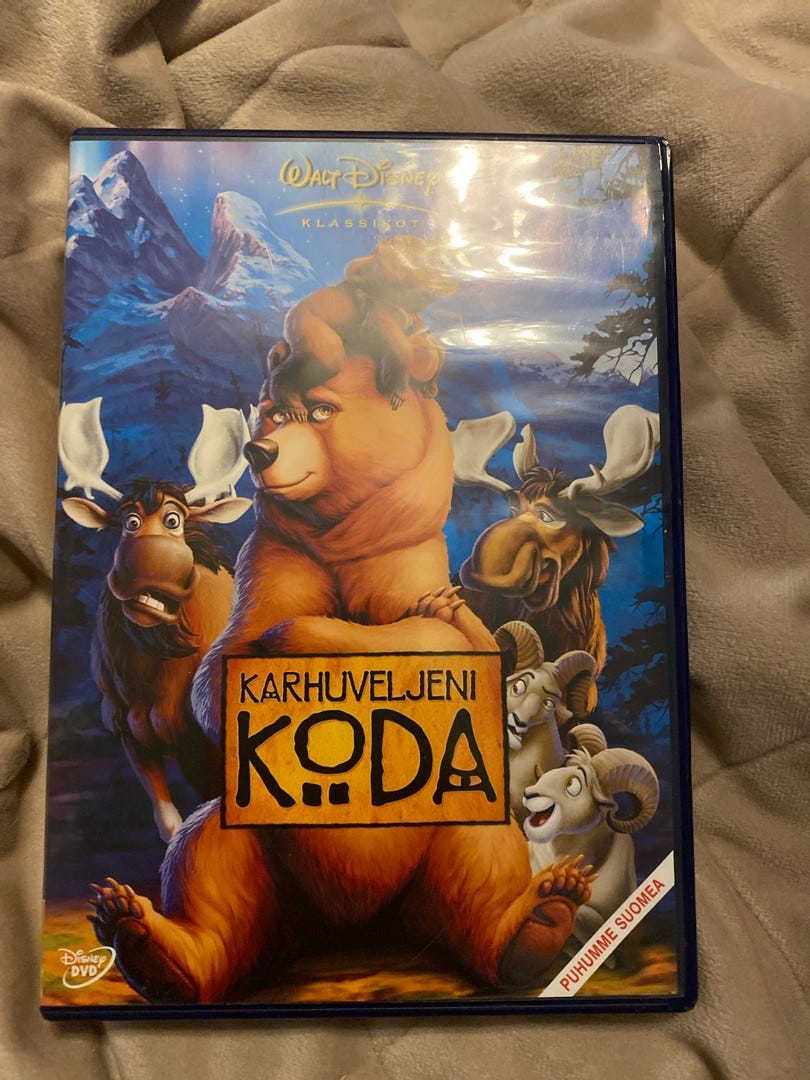 WALT DISNEY
KLASSIKOT
KARHUVELJENI
KODA
DISNEY
DVD
PUHUMME SUOMEA